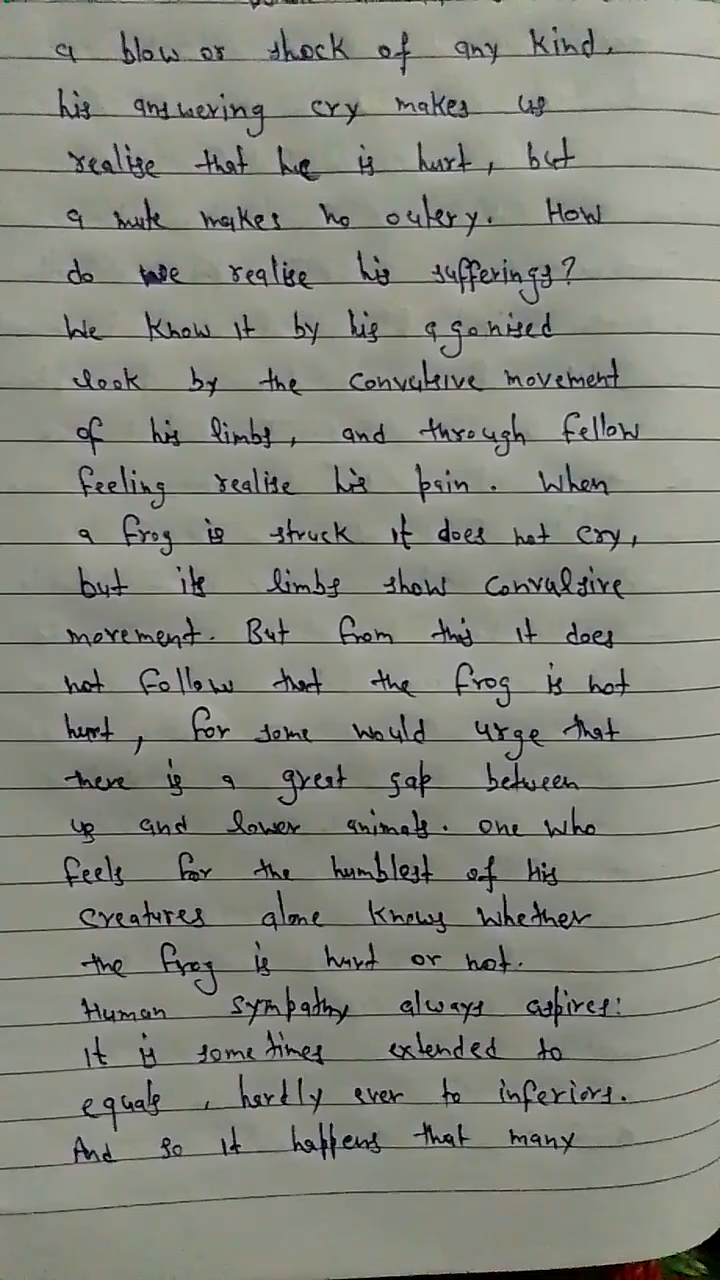 a blow or shock of any kind.
his answering cry makes us
realise that he is hurt, but
a mute makes no outery. How
do we realise his sufferings?
We know it by his agonised
look by the convulsive movement
of his limbs, and through fellow
feeling realise his pain. When
a frog is struck it does not cry,
but its limbs show convulsive
movement. But from this it does
not follow that the frog is not
hurt, for some would urge that
there is a great gap between
us and lower animals. One who
feels for the humblest of his
creatures alone knows whether
the frog is hurt or not.
Human sympathy always aspires:
It is sometimes extended to
equals, hardly ever to inferiors.
And so it happens that many